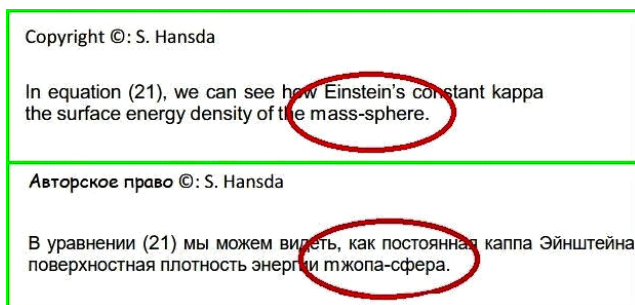 Copyright ©: S. Hansda
In equation (21), we can see how Einstein's constant kappa
the surface energy density of the mass-sphere.
Авторское право ©: S. Hansda
В уравнении (21) мы можем видеть, как постоянная каппа Эйнштейна
поверхностная плотность энергии mжопа-сфера.